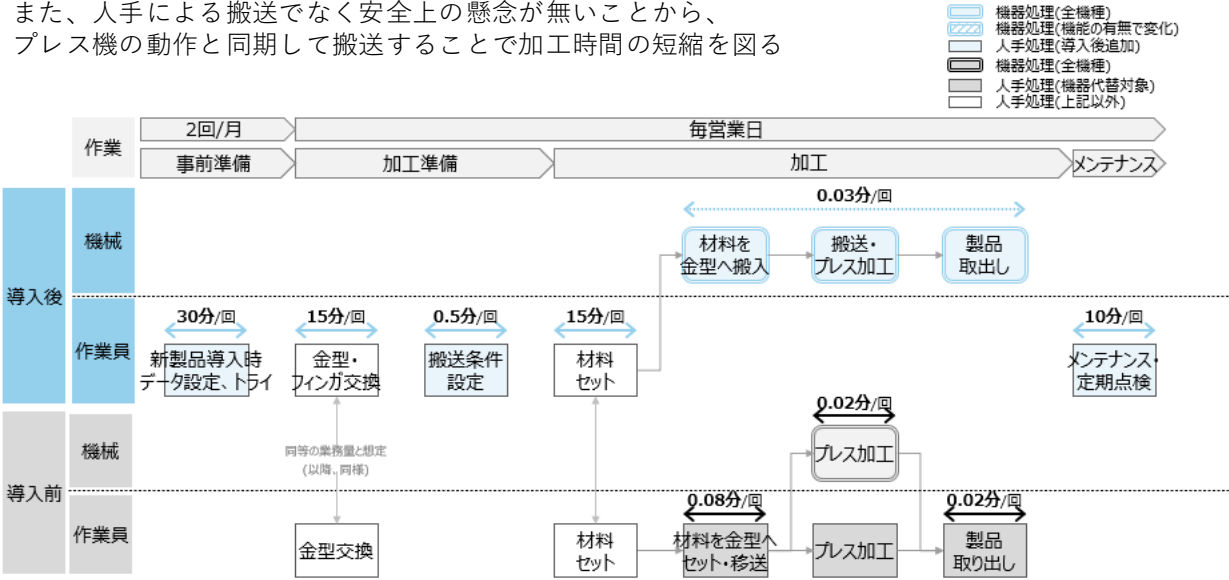 また、人手による搬送でなく安全上の懸念が無いことから、
プレス機の動作と同期して搬送することで加工時間の短縮を図る
機器処理(全機種)
機器処理(機能の有無で変化)
人手処理(導入後追加)
機器処理(全機種)
人手処理(機器代替対象)
人手処理(上記以外)
作業
2回/月
毎営業日
事前準備
加工準備
加工
メンテナンス
導入後
機械
0.03分/回
材料を
金型へ搬入
搬送・
プレス加工
製品
取出し
作業員
30分/回
15分/回
0.5分/回
15分/回
10分/回
新製品導入時
データ設定、トライ
金型・
フィンガ交換
搬送条件
設定
材料
セット
メンテナンス・
定期点検
導入前
機械
同等の業務量と想定
(以降、同様)
0.02分/回
プレス加工
作業員
0.08分/回
0.02分/回
金型交換
材料
セット
材料を金型へ
セット・移送
プレス加工
製品
取り出し